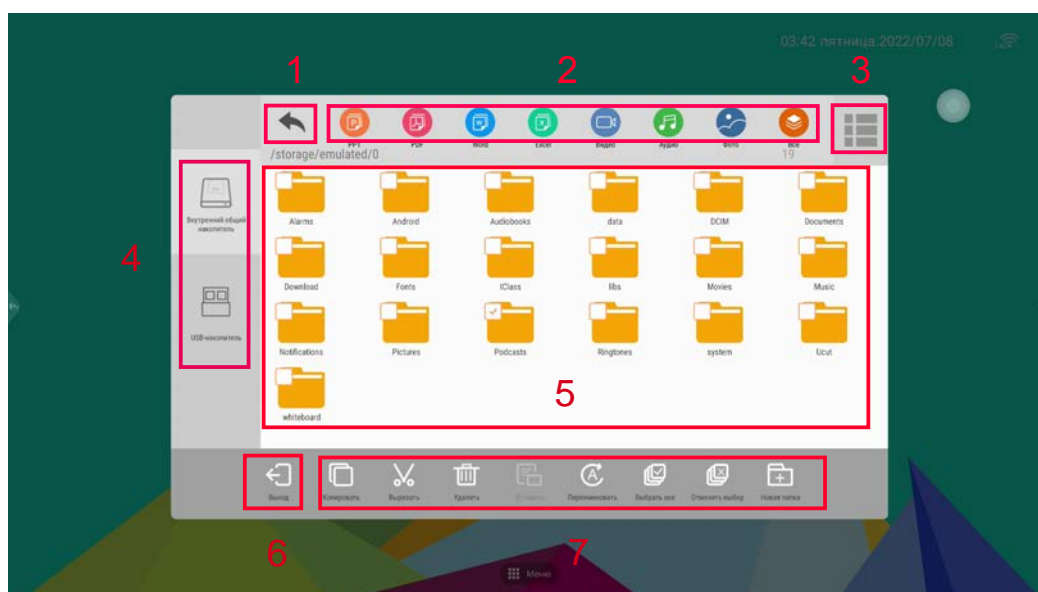 03:42 пятница.2022/07/08
1
2
3
PPT PDF Word Excel Видео Аудио Фото Все
/storage/emulated/0
19
4
Внутренний общий
накопитель
USB-накопитель
Alarms Android Audiobooks data DCIM Documents
Download Fonts IClass libs Movies Music
Notifications Pictures Podcasts Ringtones system Ucut
whiteboard
5
Выход Копировать Вырезать Удалить Переименовать Выбрать все Отменить выбор Новая папка
6
7
Меню